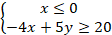 x ≤ 0
−4x + 5y ≥ 20